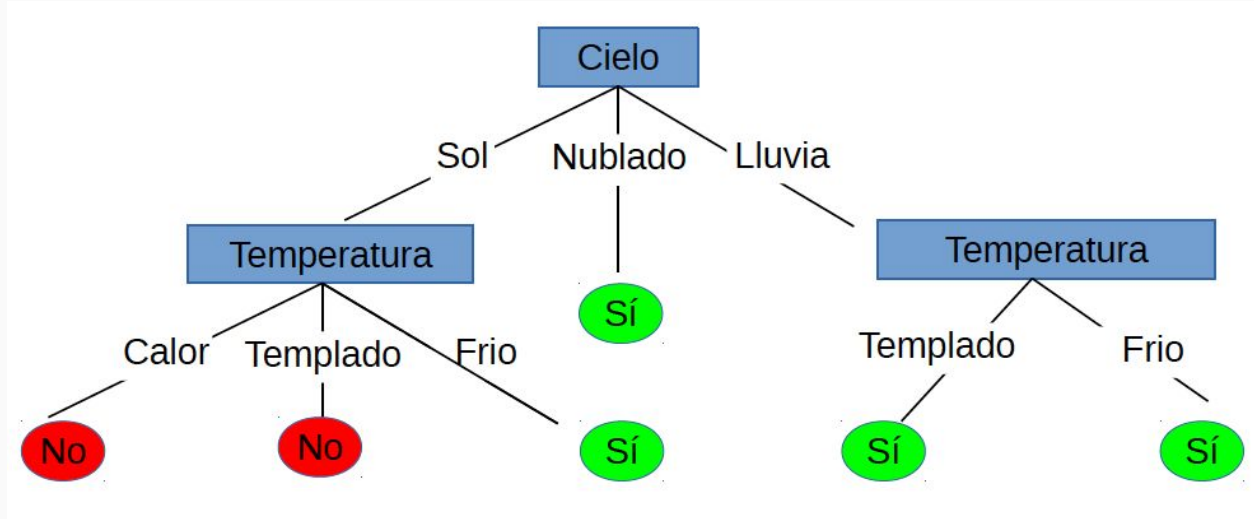 Cielo
Sol
Nublado
Lluvia
Temperatura
Temperatura
Sí
Calor
Templado
Frio
Templado
Frio
No
No
Sí
Sí
Sí